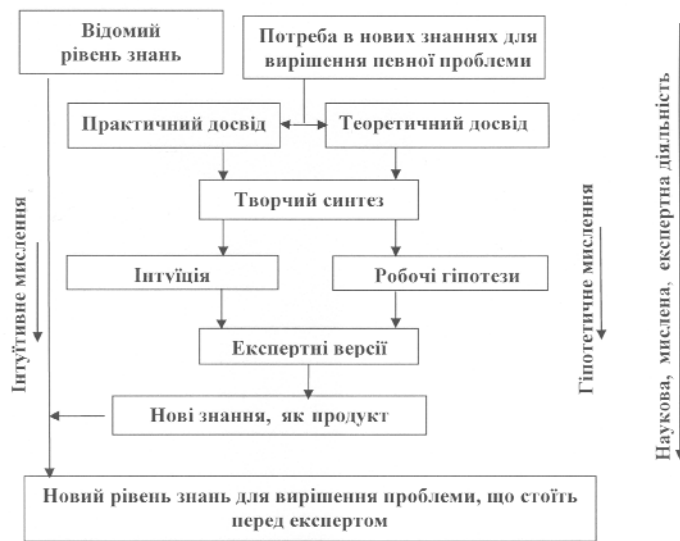 Відомий
рівень знань
Потреба в нових знаннях для
вирішення певної проблеми
Практичний досвід
Теоретичний досвід
Творчий синтез
Інтуїція
Робочі гіпотези
Експертні версії
Нові знання, як продукт
Новий рівень знань для вирішення проблеми, що стоїть
перед експертом
Інтуїтивне мислення
Гіпотетичне мислення
Наукова, мислена, експертна діяльність